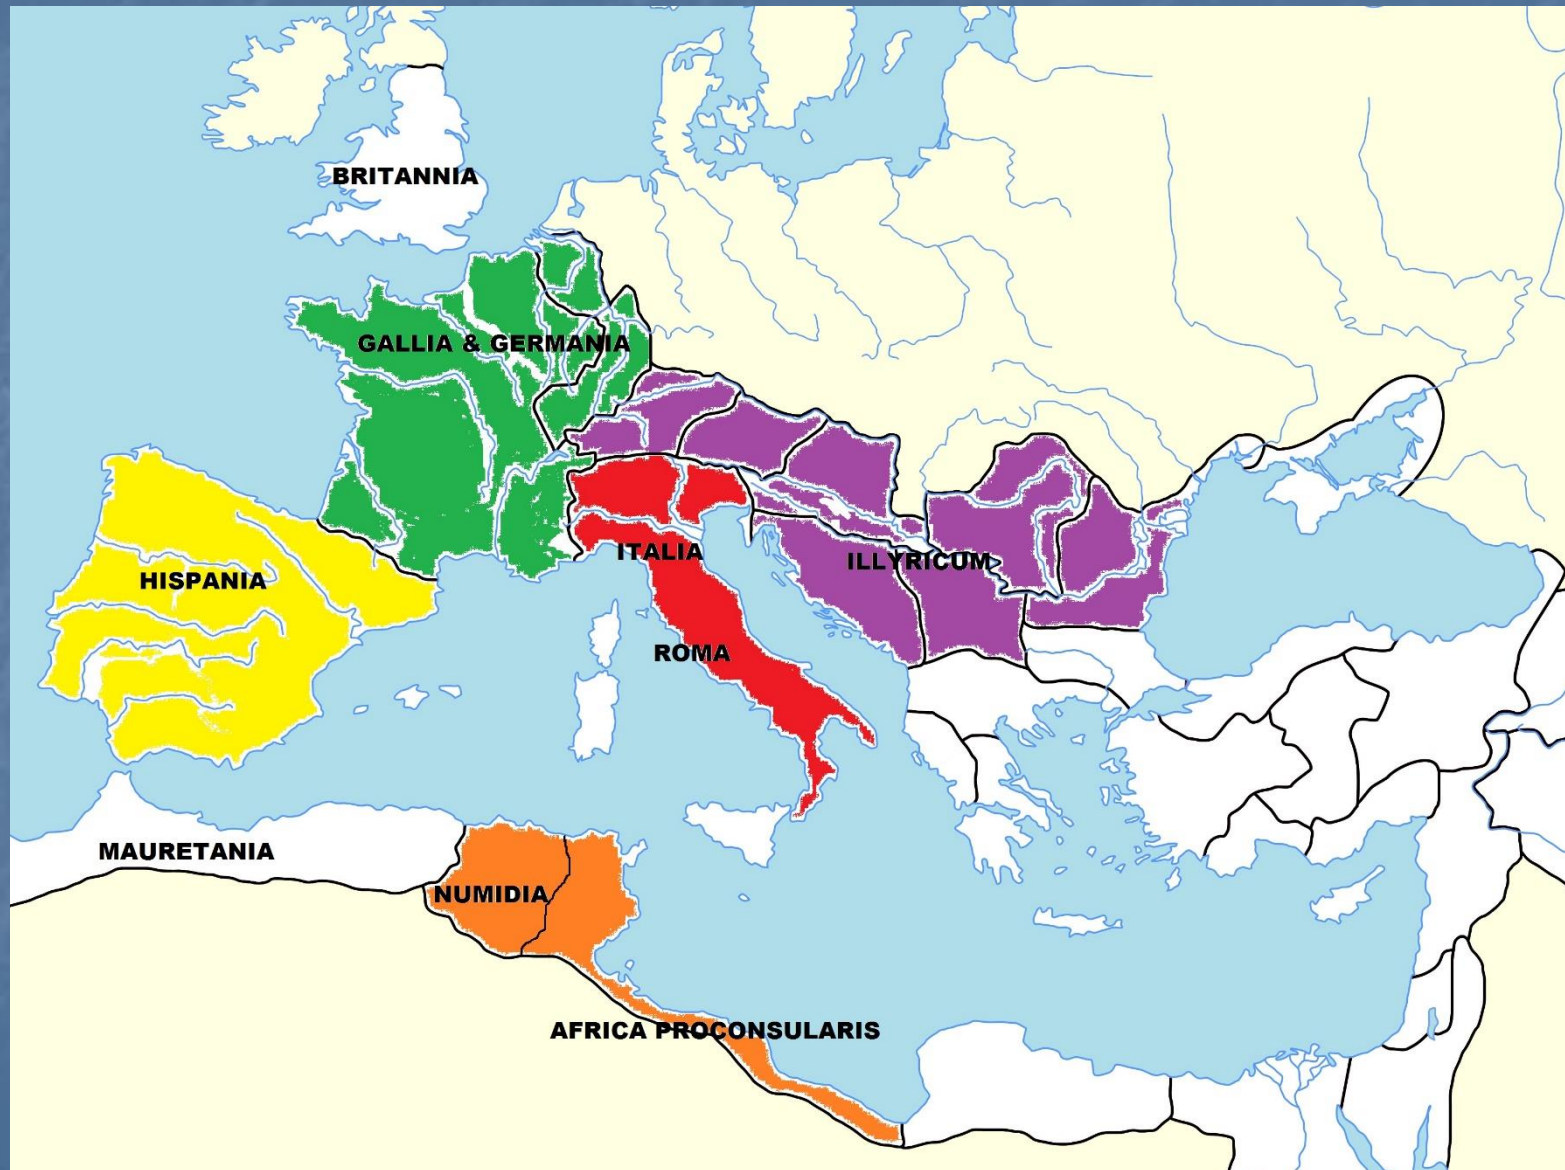 BRITANNIA
GALLIA & GERMANIA
ITALIA
ILLYRICUM
HISPANIA
ROMA
MAURETANIA
NUMIDIA
AFRICA PROCONSULARIS